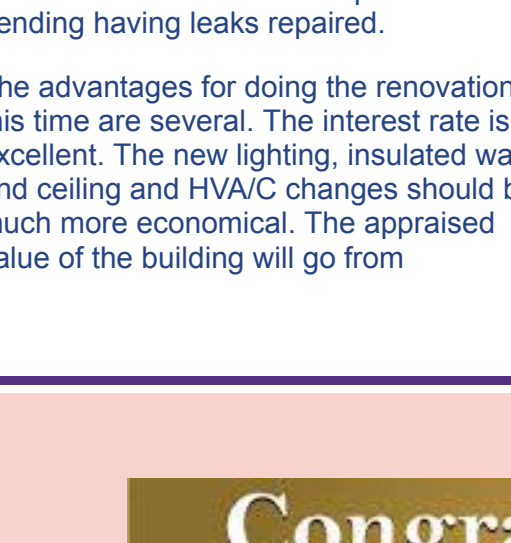 ending having leaks repaired.
he advantages for doing the renovation
his time are several. The interest rate is
xcellent. The new lighting, insulated wa
nd ceiling and HVA/C changes should b
much more economical. The appraised
alue of the building will go from
Congra